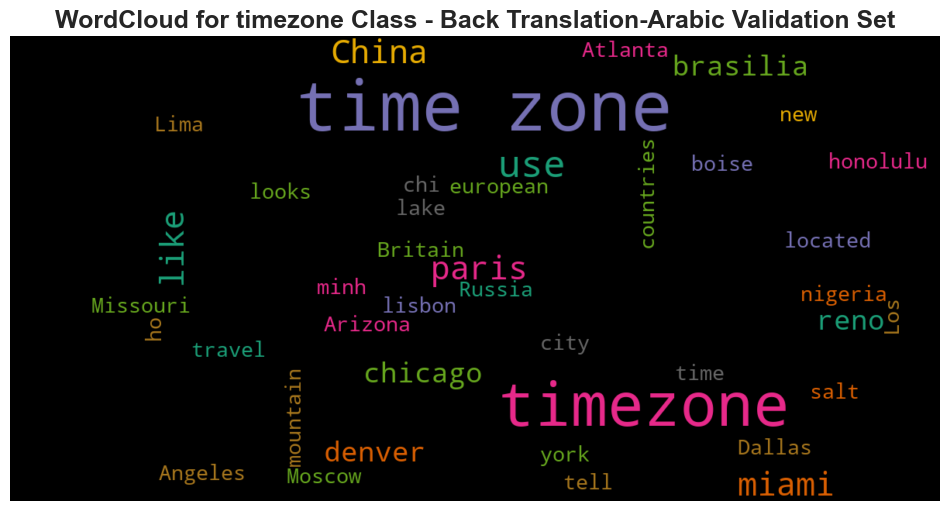 WordCloud for timezone Class - Back Translation-Arabic Validation Set
China
Atlanta
brasilia
time zone
Lima
new
use
countries
boise
honolulu
looks
chi
european
lake
like
located
Britain
paris
minh
Russia
nigeria
Missouri
lisbon
Los
ho
Arizona
reno
travel
city
chicago
time
mountain
timezone
salt
denver
york
Dallas
Angeles
Moscow
tell
miami